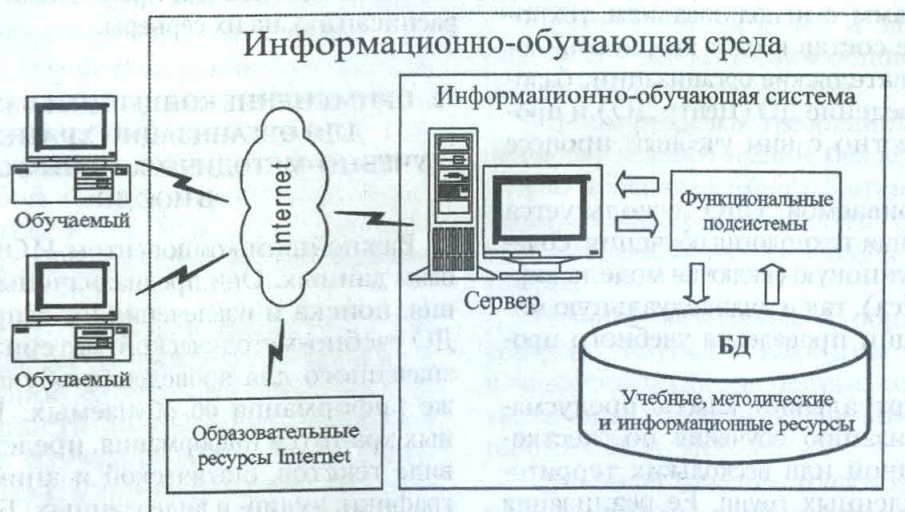 Информационно-обучающая среда
Информационно-обучающая система
Обучаемый
Internet
Функциональные
подсистемы
Сервер
Обучаемый
БД
Учебные, методические
и информационные ресурсы
Образовательные
ресурсы Internet